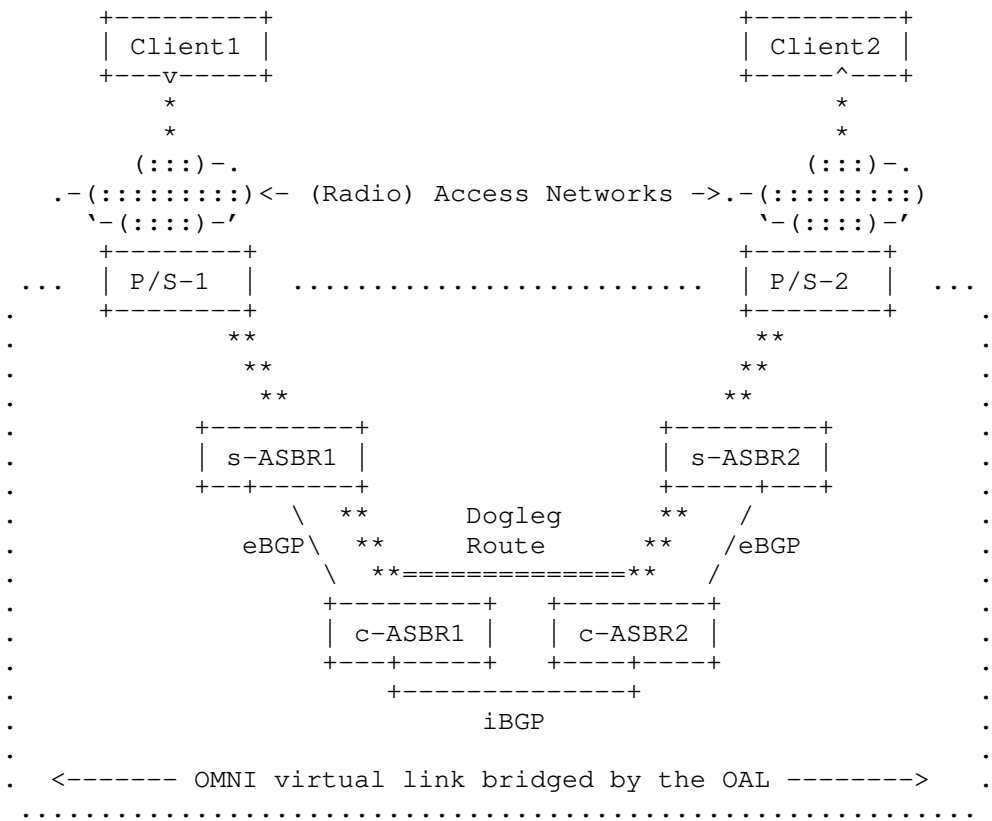 Client1 Client2
<- (Radio) Access Networks ->
P/S-1 P/S-2
s-ASBR1 s-ASBR2
Dogleg
eBGP Route eBGP
c-ASBR1 c-ASBR2
iBGP
<------- OMNI virtual link bridged by the OAL -------->